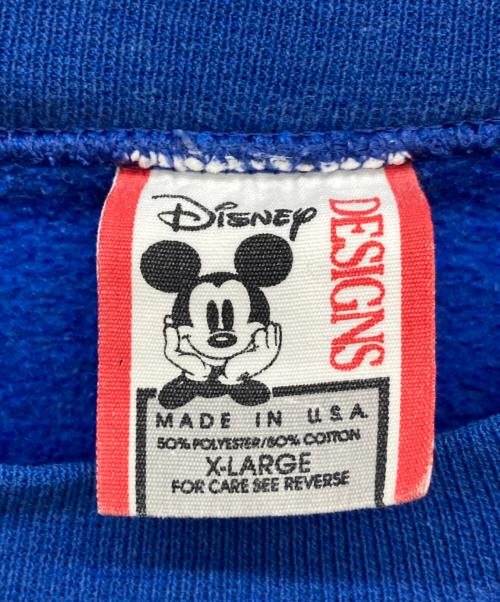 Disney
DESIGNS
MADE IN U.S.A.
50% POLYESTER/50% COTTON
X-LARGE
FOR CARE SEE REVERSE